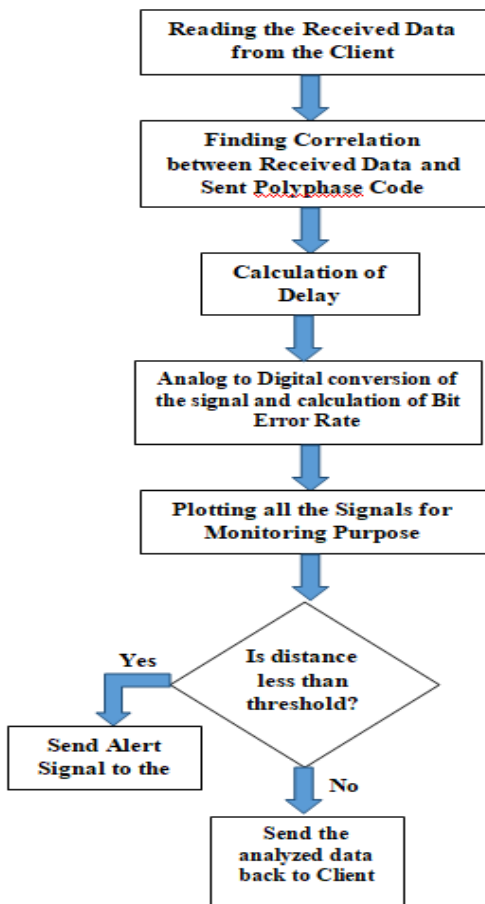 Reading the Received Data
from the Client
Finding Correlation
between Received Data and
Sent Polyphase Code
Calculation of
Delay
Analog to Digital conversion of
the signal and calculation of Bit
Error Rate
Plotting all the Signals for
Monitoring Purpose
Is distance
less than
threshold?
Yes
Send Alert
Signal to the
No
Send the
analyzed data
back to Client